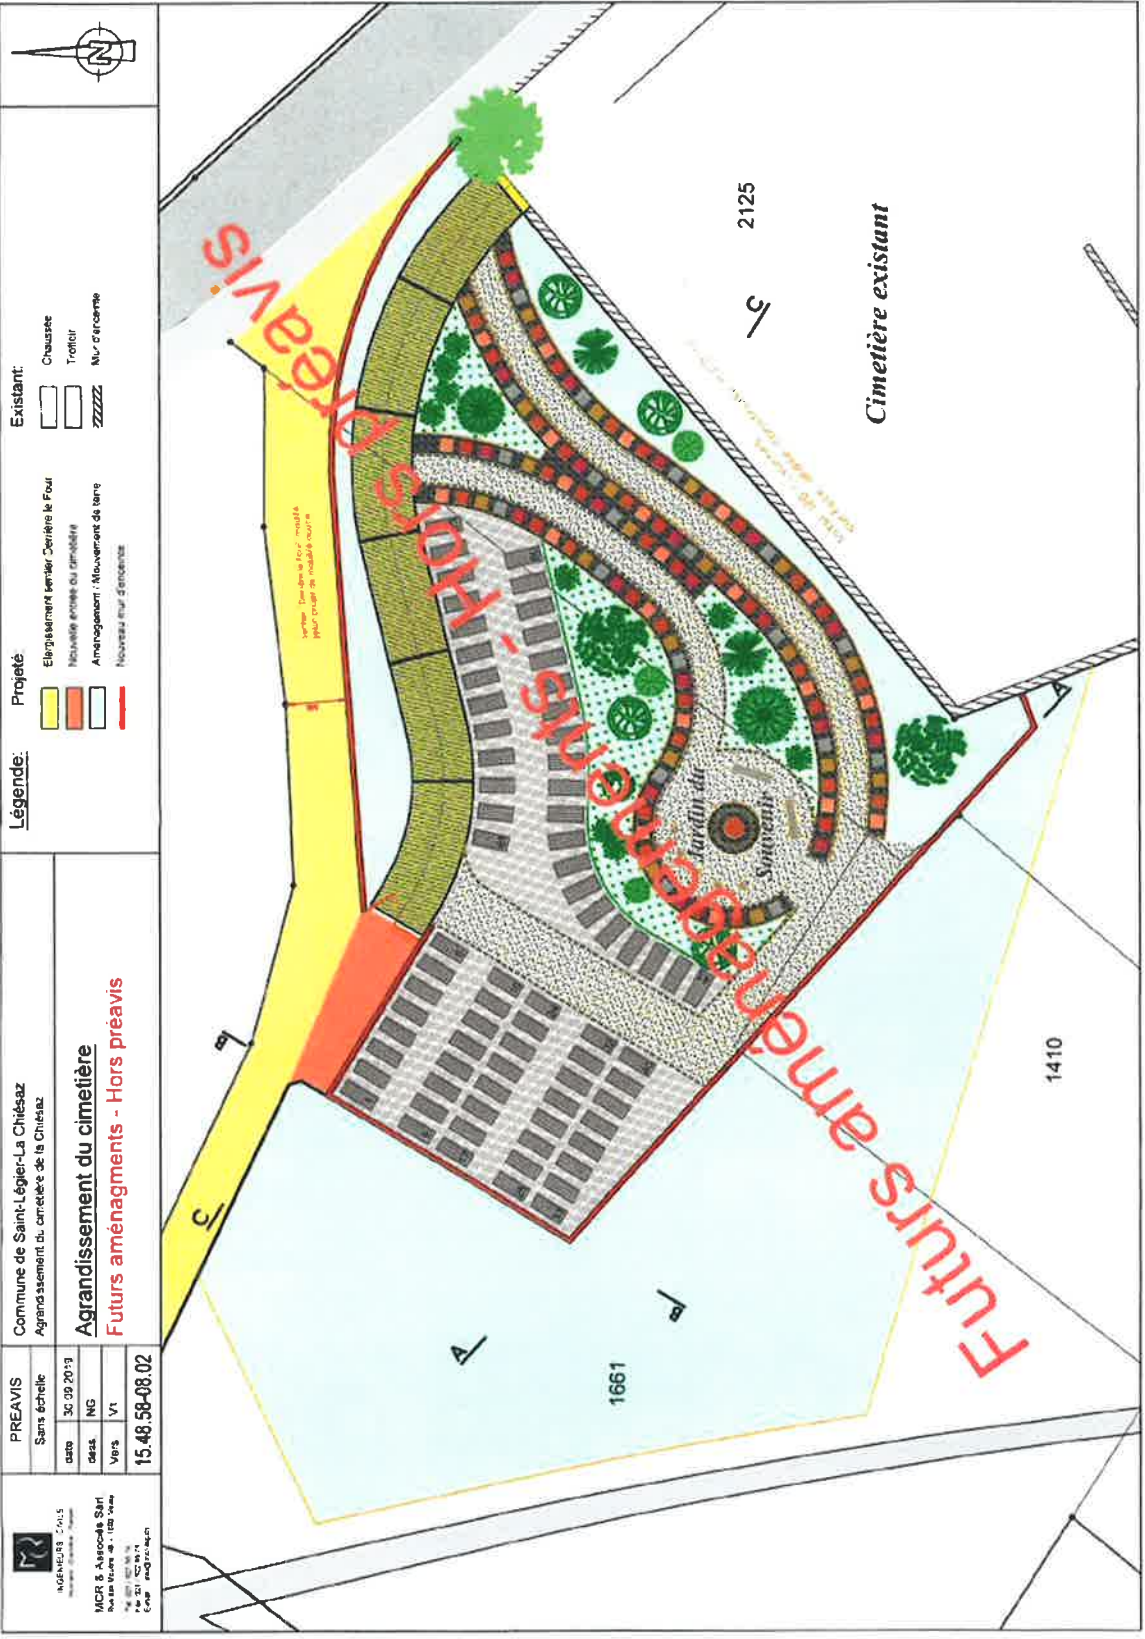 PREAVIS
Sans échelle
date 30.09.2019
dess. NG
Vers V1
15.48.58-08.02
MCR & Associés Sàrl
Commune de Saint-Légier-La Chiésaz
Agrandissement du cimetière de la Chiésaz
Agrandissement du cimetière
Futurs aménagments - Hors préavis
Légende:
Projeté:
Elargissement sentier Derrière le Four
Nouvelle entrée du cimetière
Aménagement / Mouvement de terre
Nouveau mur d'enceinte
Existant:
Chaussée
Trottoir
Mur d'enceinte
N
Futurs aménagements - Hors préavis
C
B
A
B
1661
1410
Jardin du
Souvenir
A
C
2125
Cimetière existant